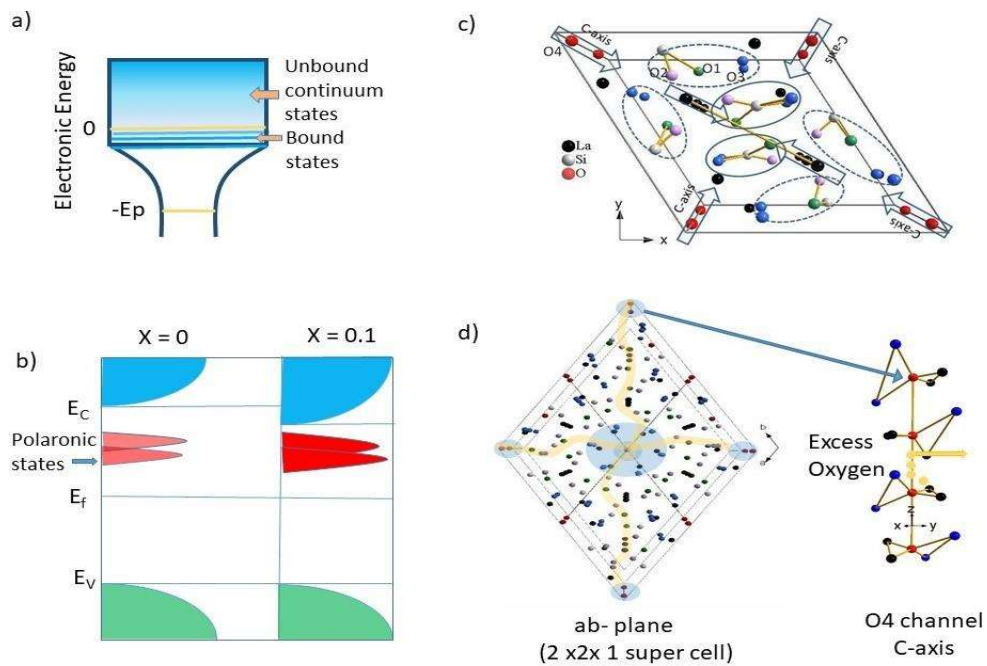 a)
Electronic Energy
0
-Ep
Unbound
continuum
states
Bound
states
b)
X = 0
X = 0.1
E_C
Polaronic
states
E_f
E_V
c)
C-axis
O4
C-axis
O1
O2
O3
La
Si
O
C-axis
C-axis
y
x
d)
b
a
Excess
Oxygen
z
x
y
ab- plane
(2 x2x 1 super cell)
O4 channel
C-axis